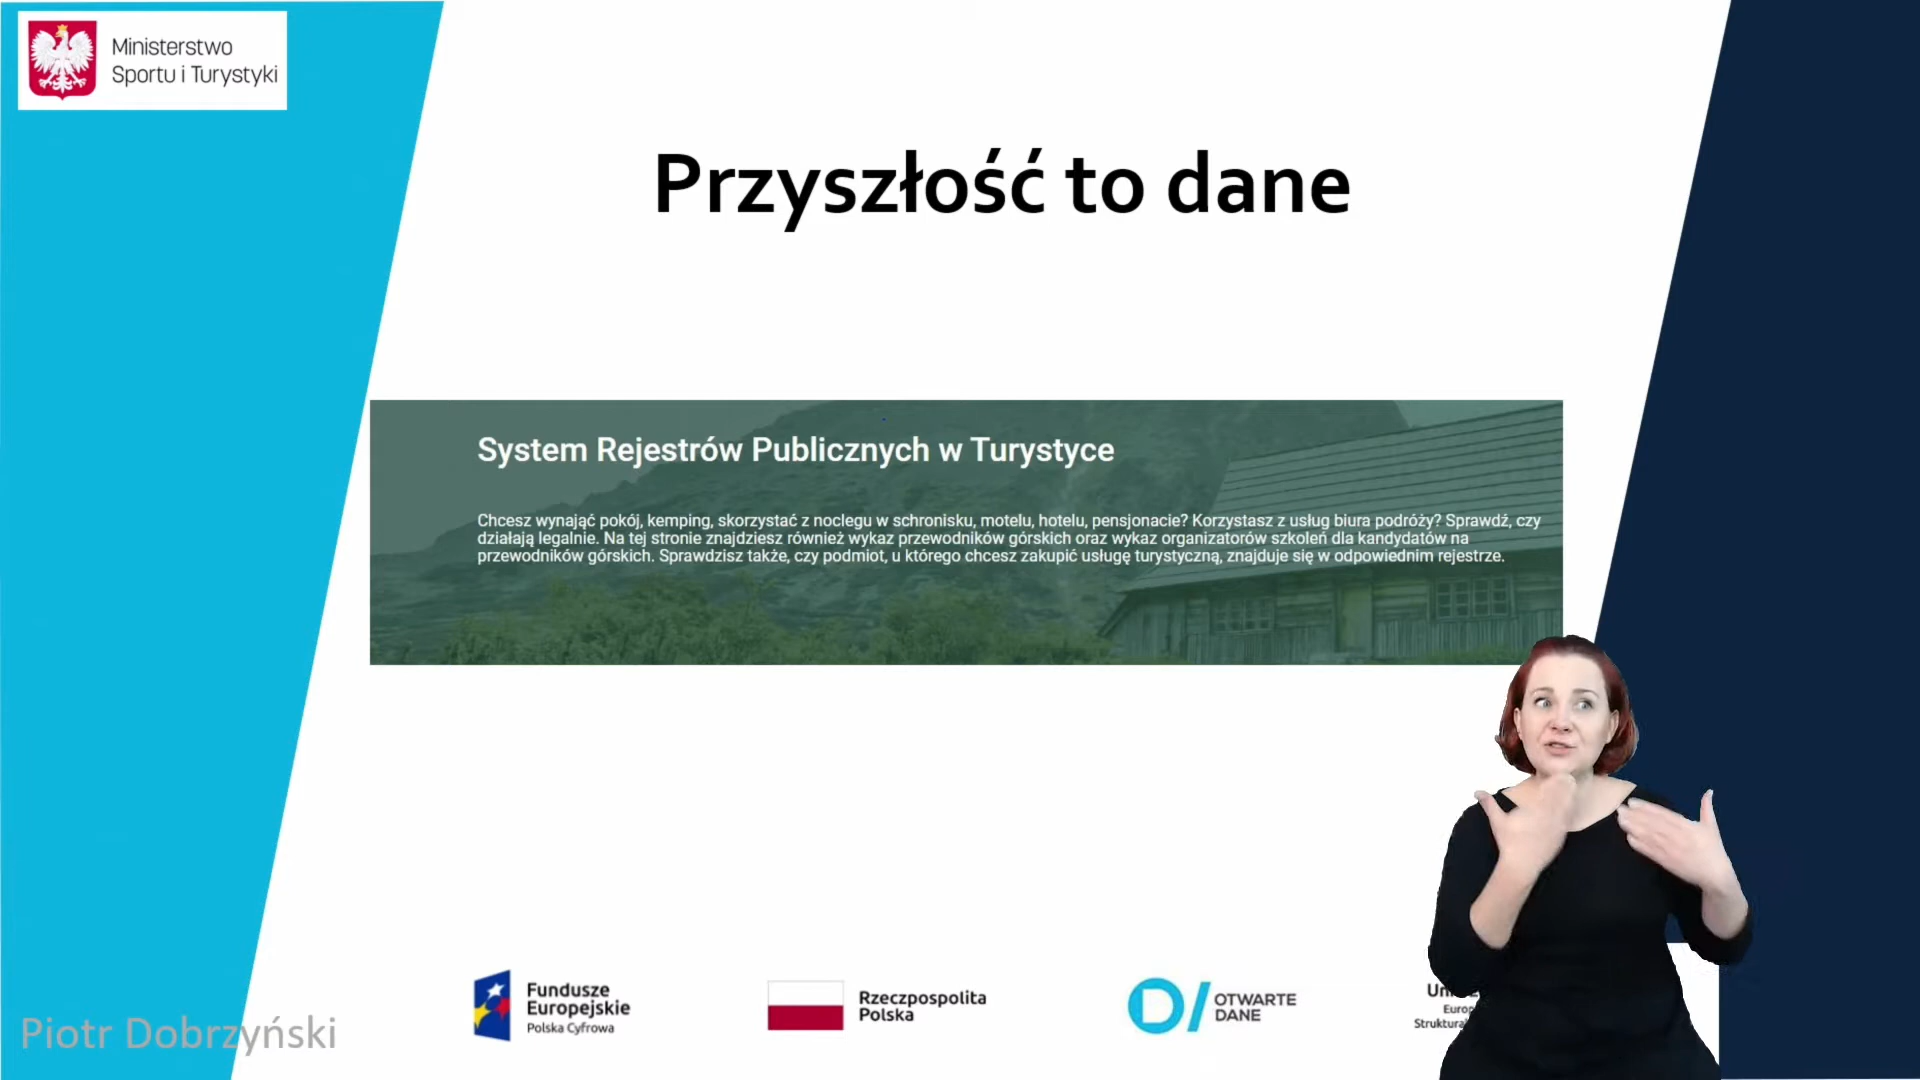 Ministerstwo
Sportu i Turystyki
Przyszłość to dane
System Rejestrów Publicznych w Turystyce
Chcesz wynająć pokój, kemping, skorzystać z noclegu w schronisku, motelu, hotelu, pensjonacie? Korzystasz z usług biura podróży? Sprawdź, czy
działają legalnie. Na tej stronie znajdziesz również wykaz przewodników górskich oraz wykaz organizatorów szkoleń dla kandydatów na
przewodników górskich. Sprawdzisz także, czy podmiot, u którego chcesz zakupić usługę turystyczną, znajduje się w odpowiednim rejestrze.
Fundusze
Europejskie
Polska Cyfrowa
Rzeczpospolita
Polska
OTWARTE
DANE
Piotr Dobrzyński